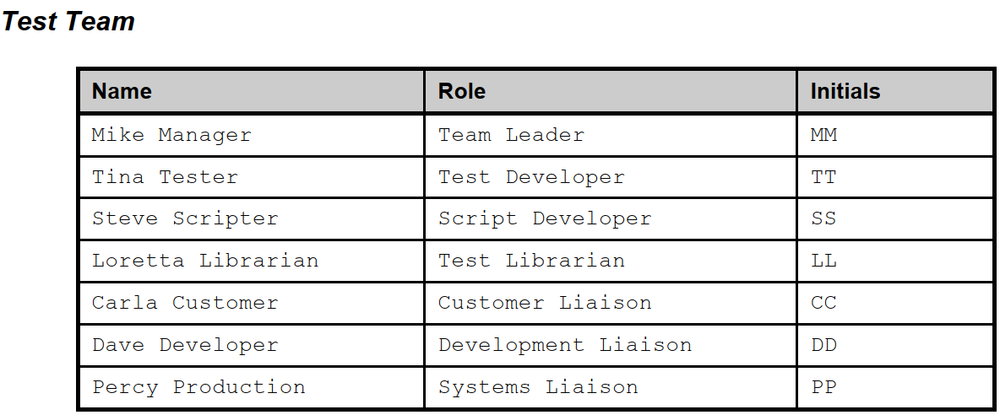 Test Team
Name Role Initials
Mike Manager Team Leader MM
Tina Tester Test Developer TT
Steve Scripter Script Developer SS
Loretta Librarian Test Librarian LL
Carla Customer Customer Liaison CC
Dave Developer Development Liaison DD
Percy Production Systems Liaison PP